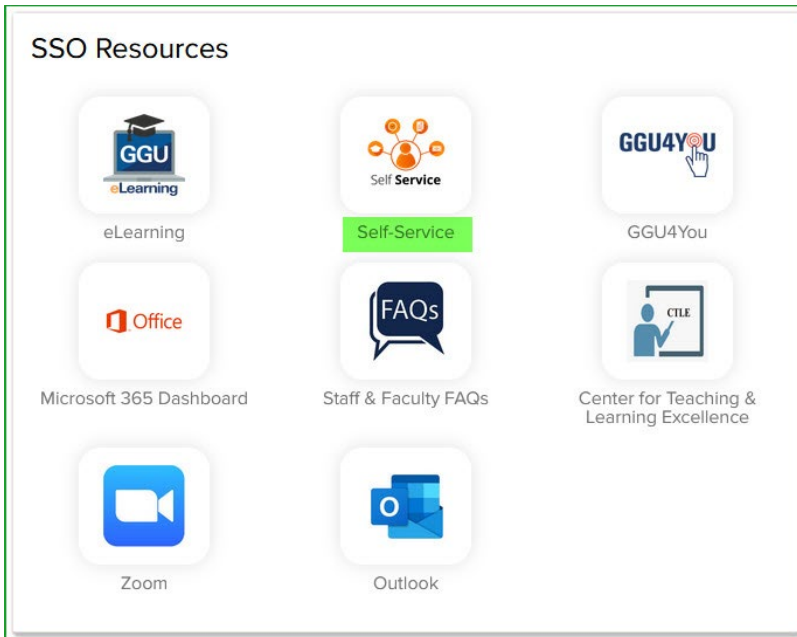 SSO Resources
GGU
eLearning
Self Service
GGU4YOU
eLearning
Self-Service
GGU4You
Office
FAQs
CTLE
Microsoft 365 Dashboard
Staff & Faculty FAQs
Center for Teaching &
Learning Excellence
O
Zoom
Outlook